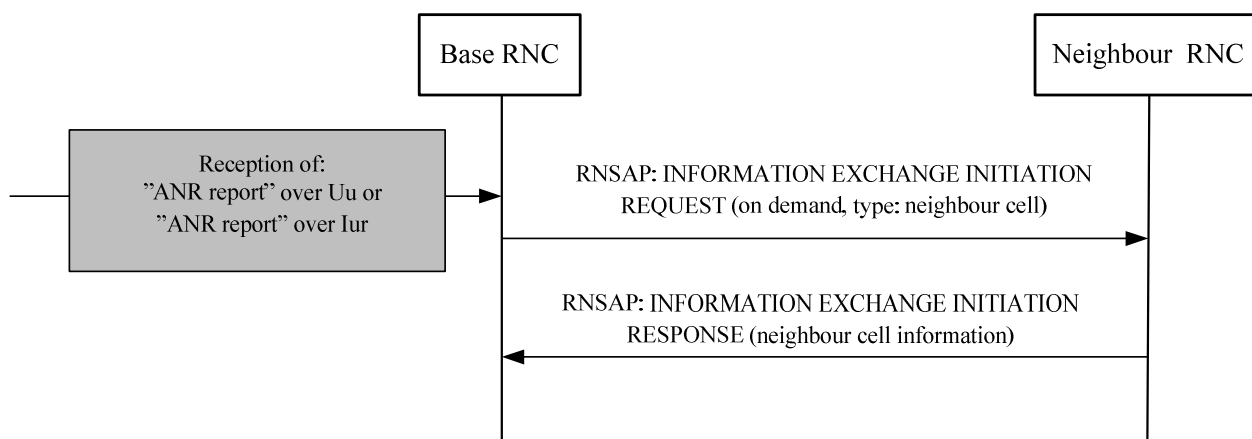 Base RNC
Neighbour RNC
Reception of:
”ANR report” over Uu or
”ANR report” over Iur
RNSAP: INFORMATION EXCHANGE INITIATION
REQUEST (on demand, type: neighbour cell)
RNSAP: INFORMATION EXCHANGE INITIATION
RESPONSE (neighbour cell information)